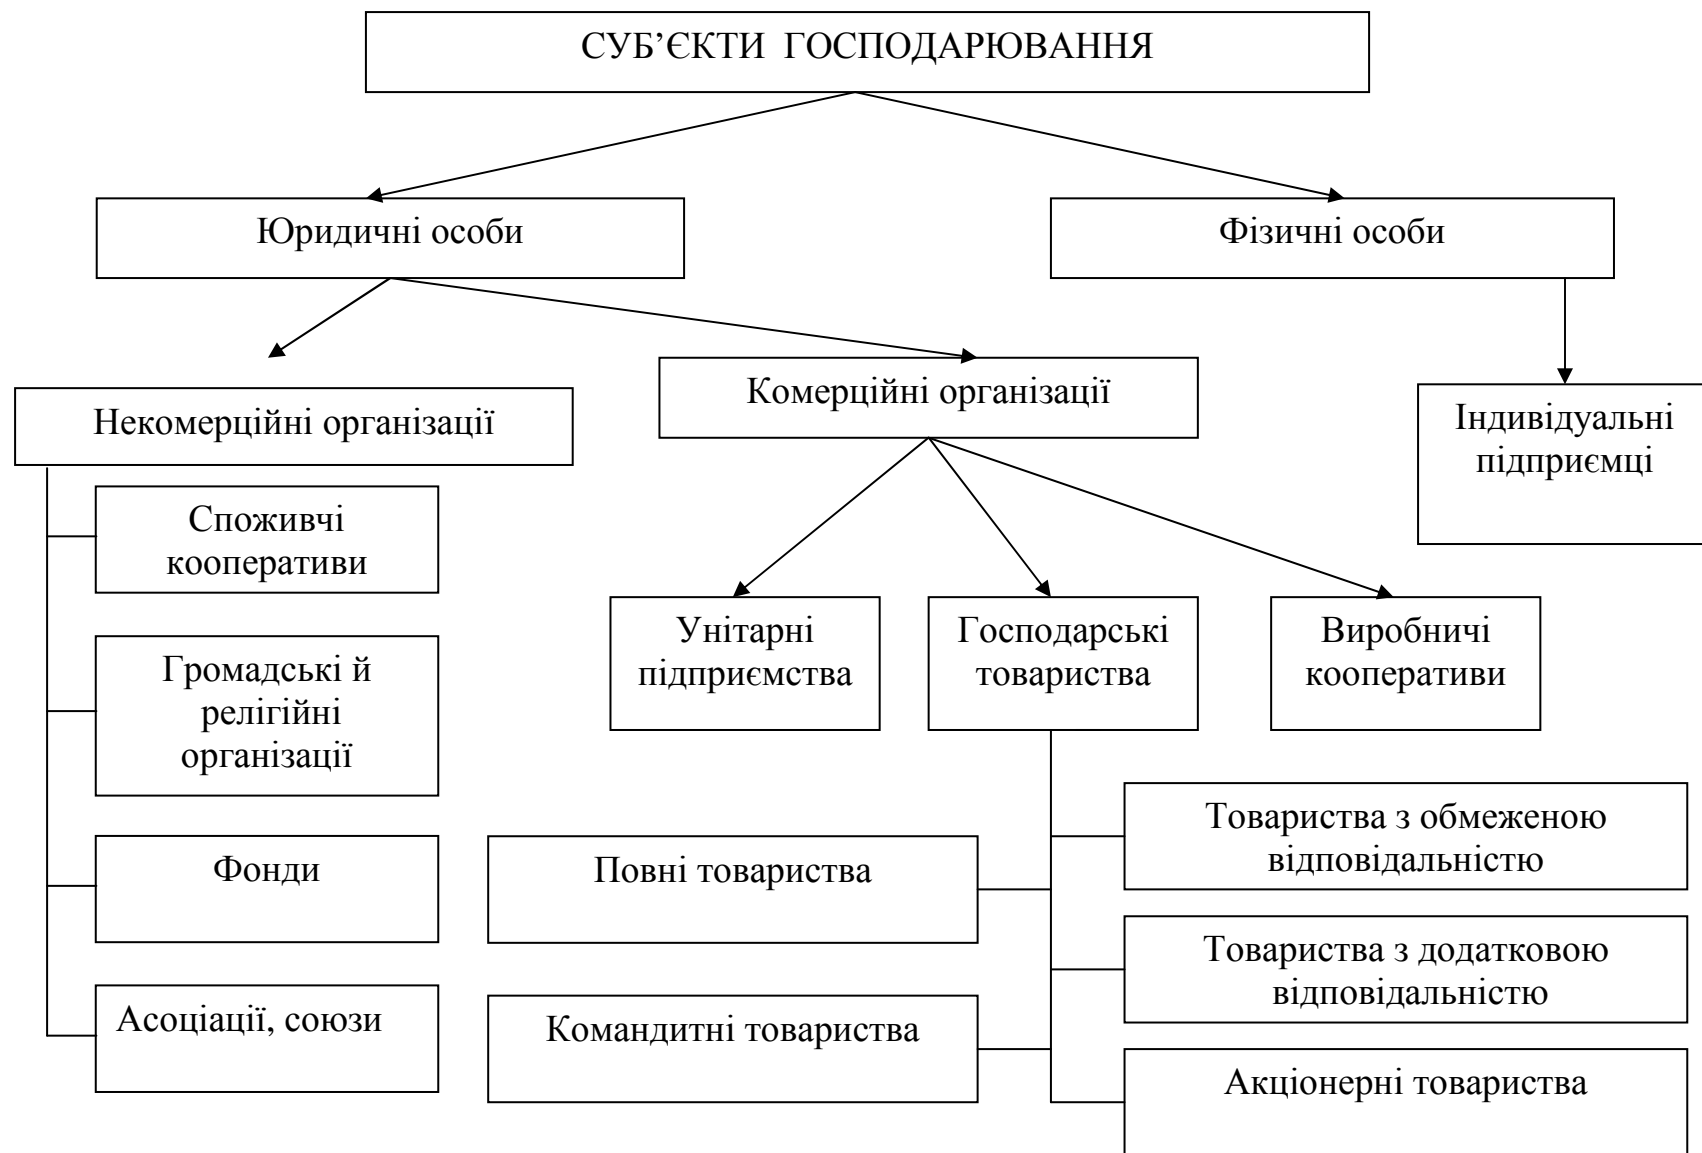 СУБ’ЄКТИ ГОСПОДАРЮВАННЯ
Юридичні особи
Фізичні особи
Некомерційні організації
Комерційні організації
Індивідуальні
підприємці
Споживчі
кооперативи
Громадські й
релігійні
організації
Фонди
Асоціації, союзи
Унітарні
підприємства
Господарські
товариства
Виробничі
кооперативи
Повні товариства
Командитні товариства
Товариства з обмеженою
відповідальністю
Товариства з додатковою
відповідальністю
Акціонерні товариства